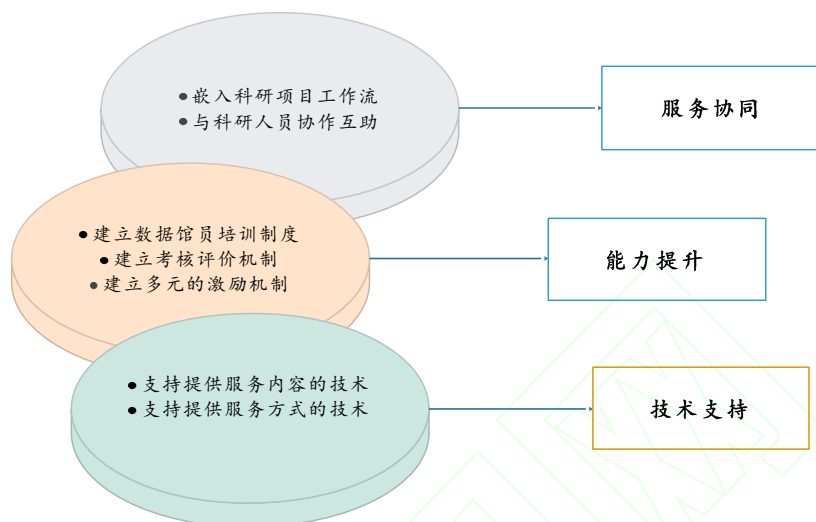 • 嵌入科研项目工作流
• 与科研人员协作互助
服务协同
• 建立数据馆员培训制度
• 建立考核评价机制
• 建立多元的激励机制
能力提升
• 支持提供服务内容的技术
• 支持提供服务方式的技术
技术支持